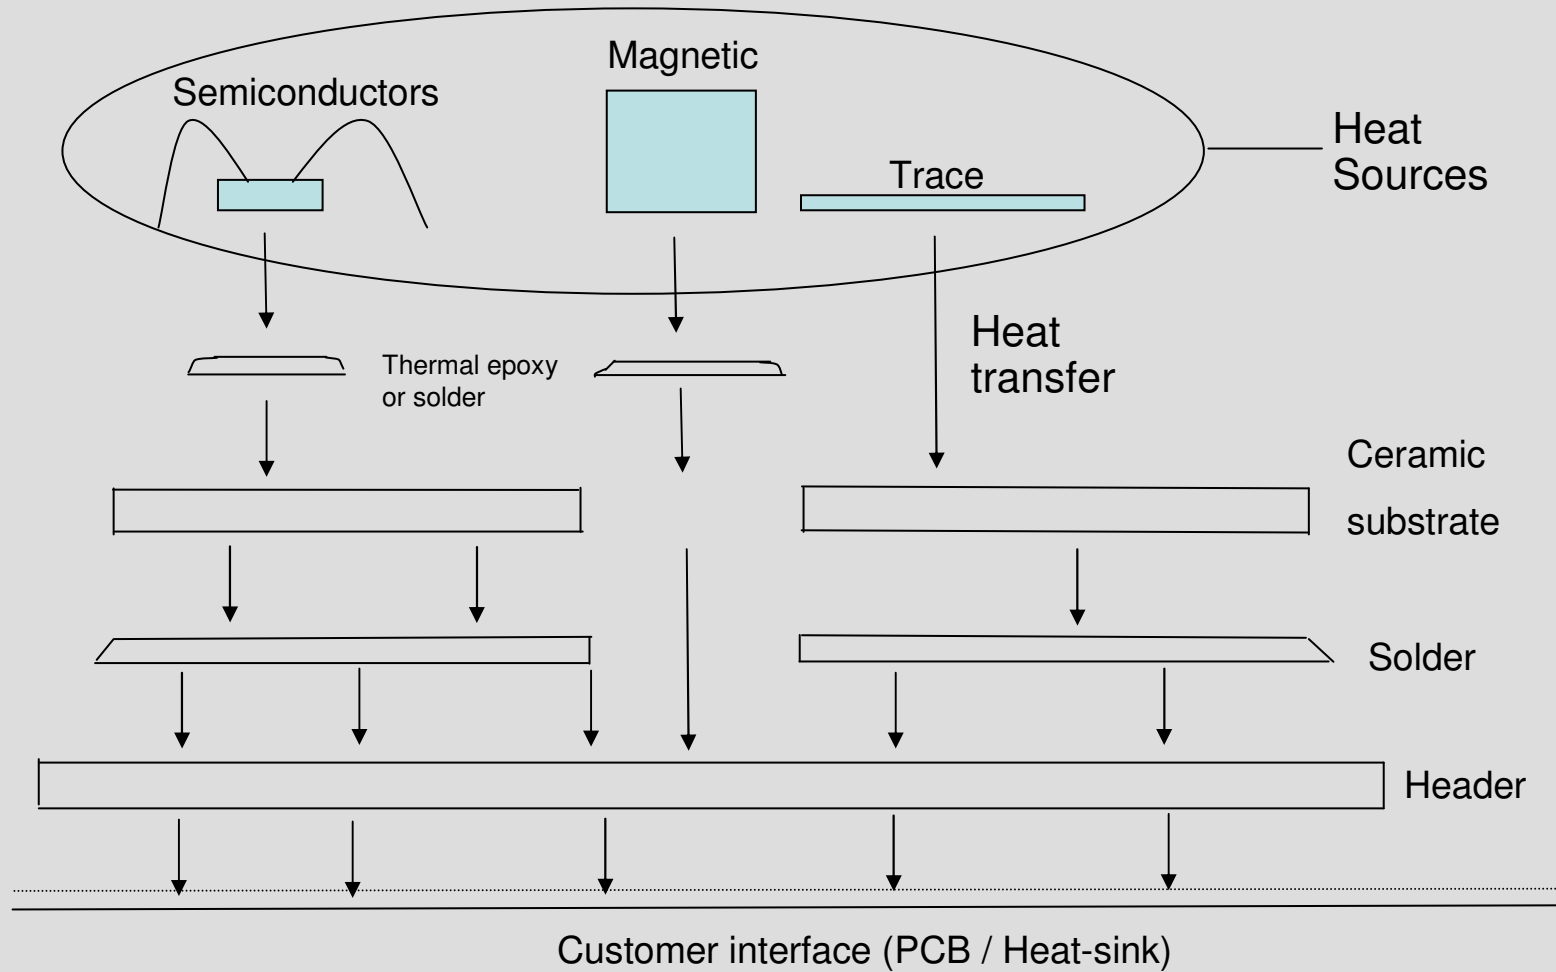 Magnetic
Semiconductors
Trace
Heat
Sources
Heat
transfer
Thermal epoxy
or solder
Ceramic
substrate
Solder
Header
Customer interface (PCB / Heat-sink)